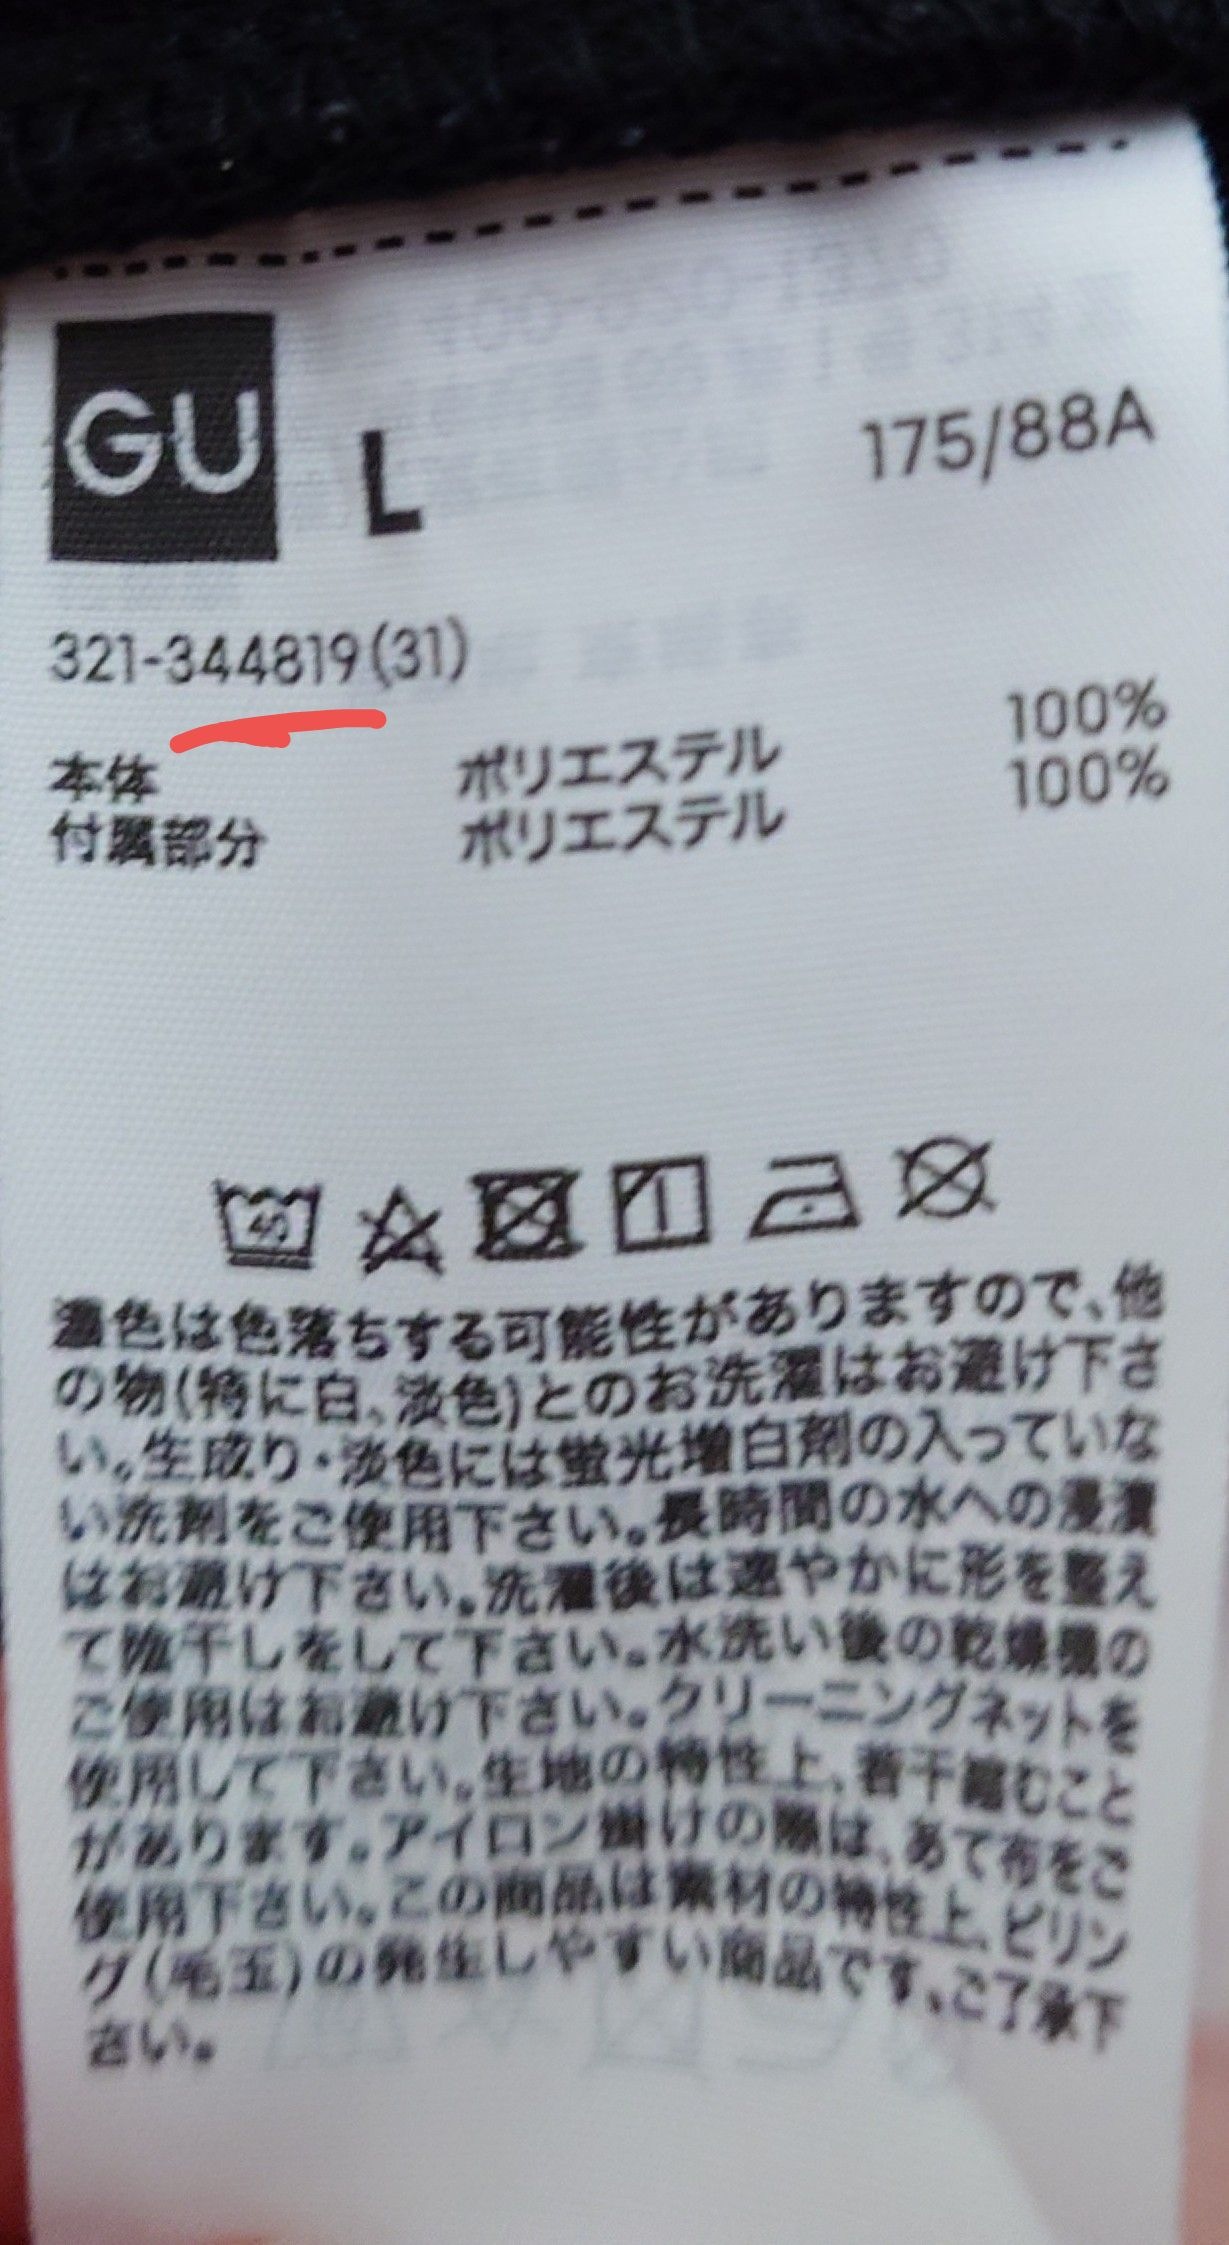 GU
L
175/88A
321-344819(31)
本体 ポリエステル 100%
付属部分 ポリエステル 100%
40
濃色は色落ちする可能性がありますので、他
の物(特に白、淡色)とのお洗濯はお避け下さ
い。生成り・淡色には蛍光増白剤の入っていな
い洗剤をご使用下さい。長時間の水への浸漬
はお避け下さい。洗濯後は速やかに形を整え
て陰干しをして下さい。水洗い後の乾燥機の
ご使用はお避け下さい。クリーニングネットを
使用して下さい。生地の特性上、若干縮むこと
があります。アイロン掛けの際は、あて布をご
使用下さい。この商品は素材の特性上、ピリン
グ(毛玉)の発生しやすい商品です、ご了承下
さい。